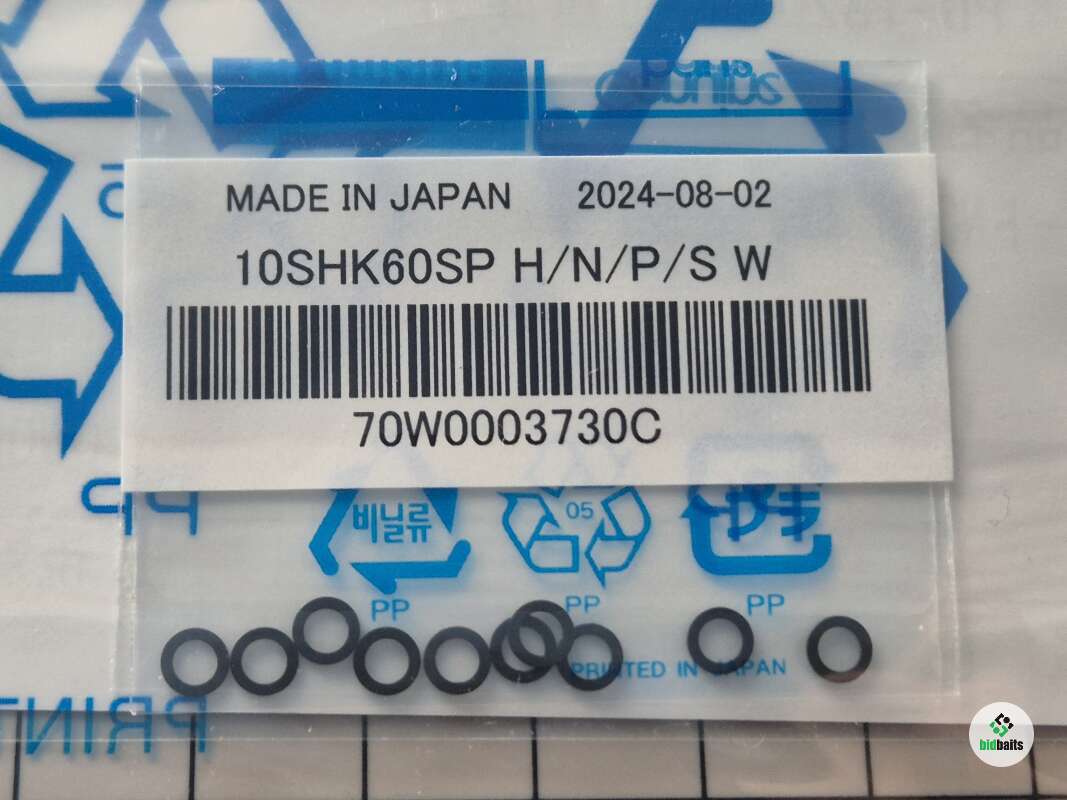 MADE IN JAPAN 2024-08-02
10SHK60SP H/N/P/S W
70W0003730C
비닐류
05
PP PP PP
PRINTED IN JAPAN
bidbaits